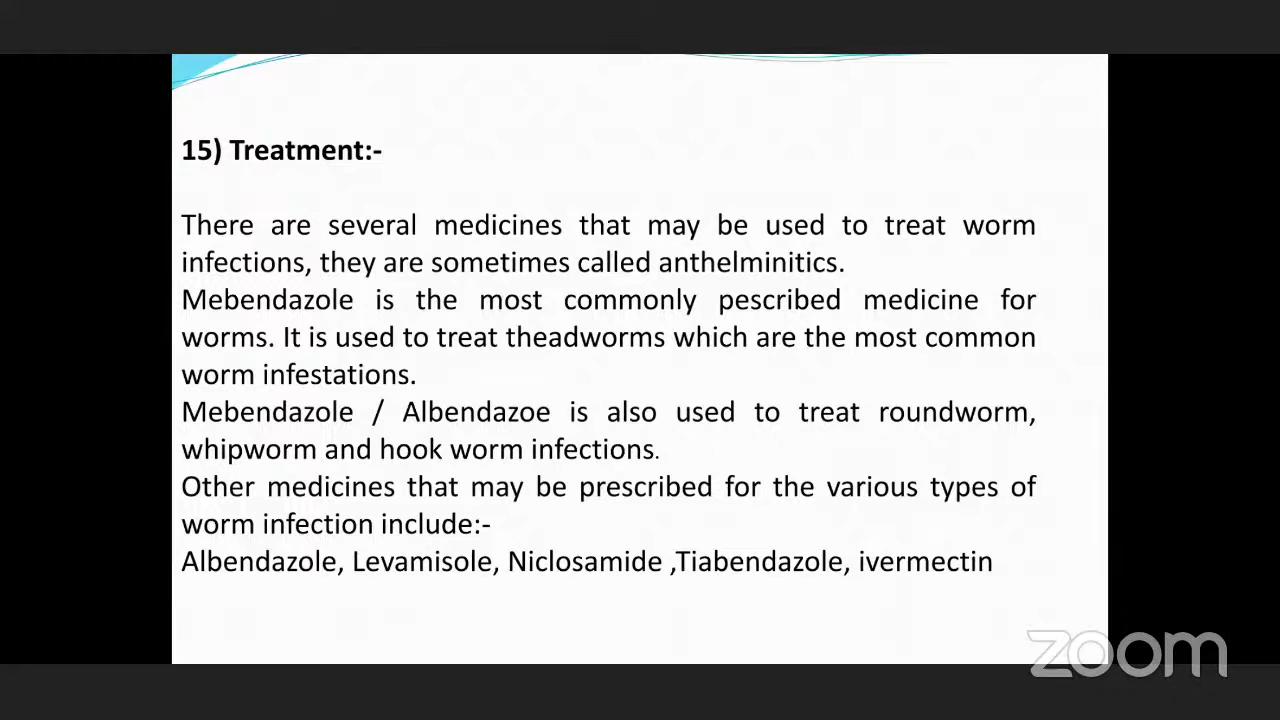 15) Treatment:-
There are several medicines that may be used to treat worm
infections, they are sometimes called anthelminitics.
Mebendazole is the most commonly pescribed medicine for
worms. It is used to treat theadworms which are the most common
worm infestations.
Mebendazole / Albendazoe is also used to treat roundworm,
whipworm and hook worm infections.
Other medicines that may be prescribed for the various types of
worm infection include:-
Albendazole, Levamisole, Niclosamide ,Tiabendazole, ivermectin
zoom